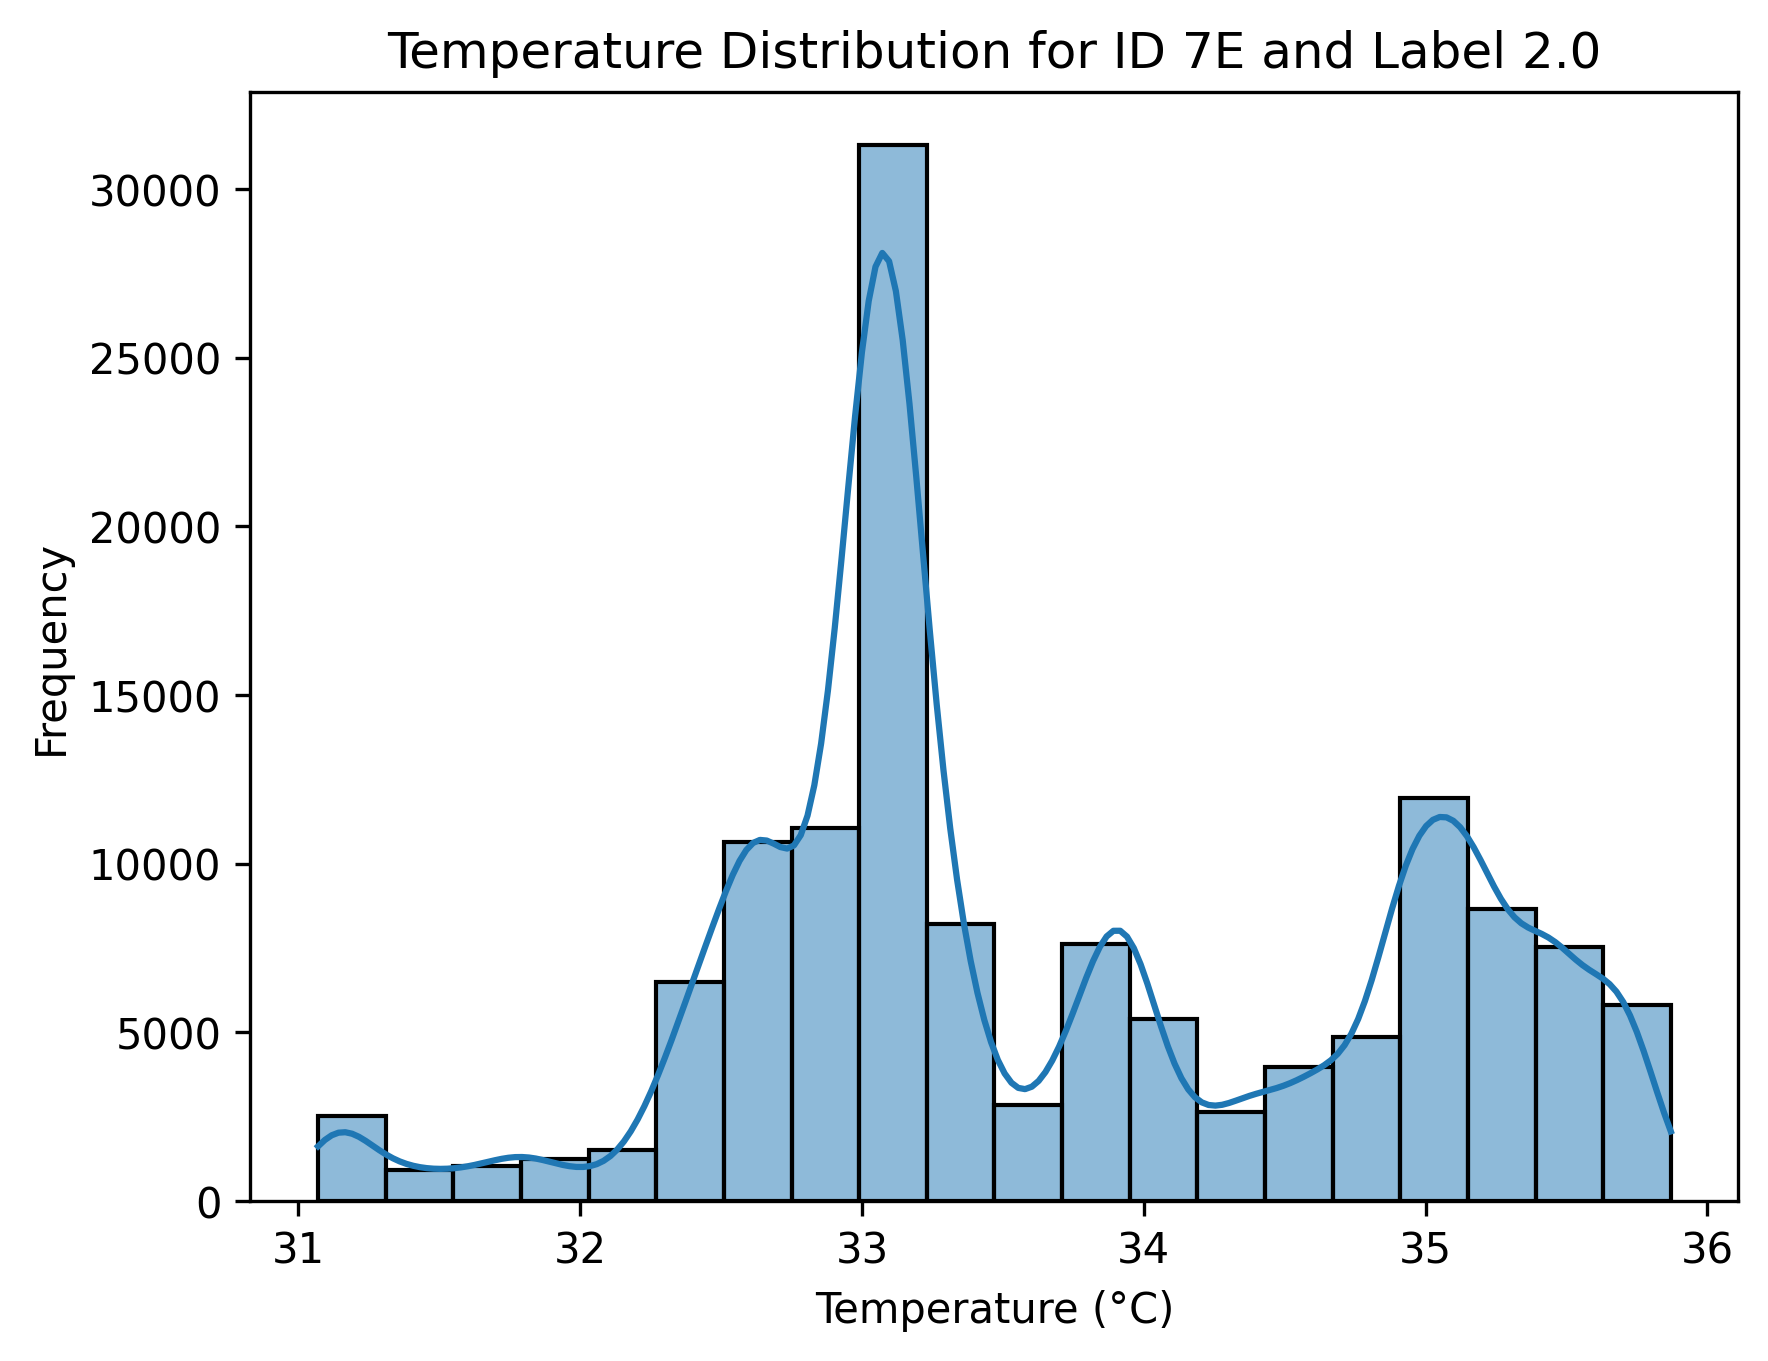 Temperature Distribution for ID 7E and Label 2.0
30000
25000
20000
15000
10000
5000
0
Frequency
31 32 33 34 35 36
Temperature (°C)